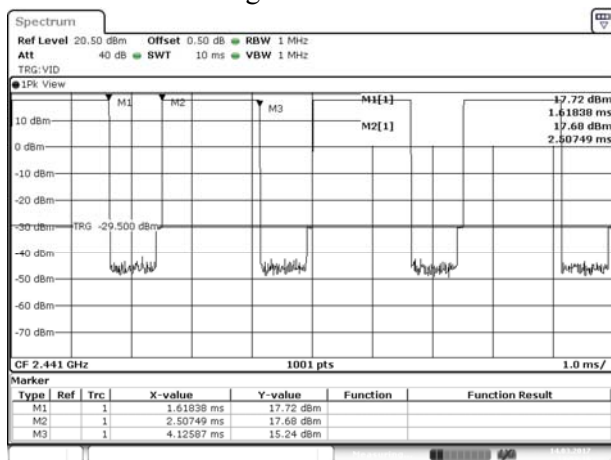 Spectrum
Ref Level 20.50 dBm Offset 0.50 dB RBW 1 MHz
Att 40 dB SWT 10 ms VBW 1 MHz
TRG:VID
1Pk View
M1 M2 M3
M1[1] 17.72 dBm
1.61838 ms
M2[1] 17.68 dBm
2.50749 ms
10 dBm
0 dBm
-10 dBm
-20 dBm
-30 dBm TRG -29.500 dBm
-40 dBm
-50 dBm
-60 dBm
-70 dBm
CF 2.441 GHz 1001 pts 1.0 ms/
Marker
Type Ref Trc X-value Y-value Function Function Result
M1 1 1.61838 ms 17.72 dBm
M2 1 2.50749 ms 17.68 dBm
M3 1 4.12587 ms 15.24 dBm